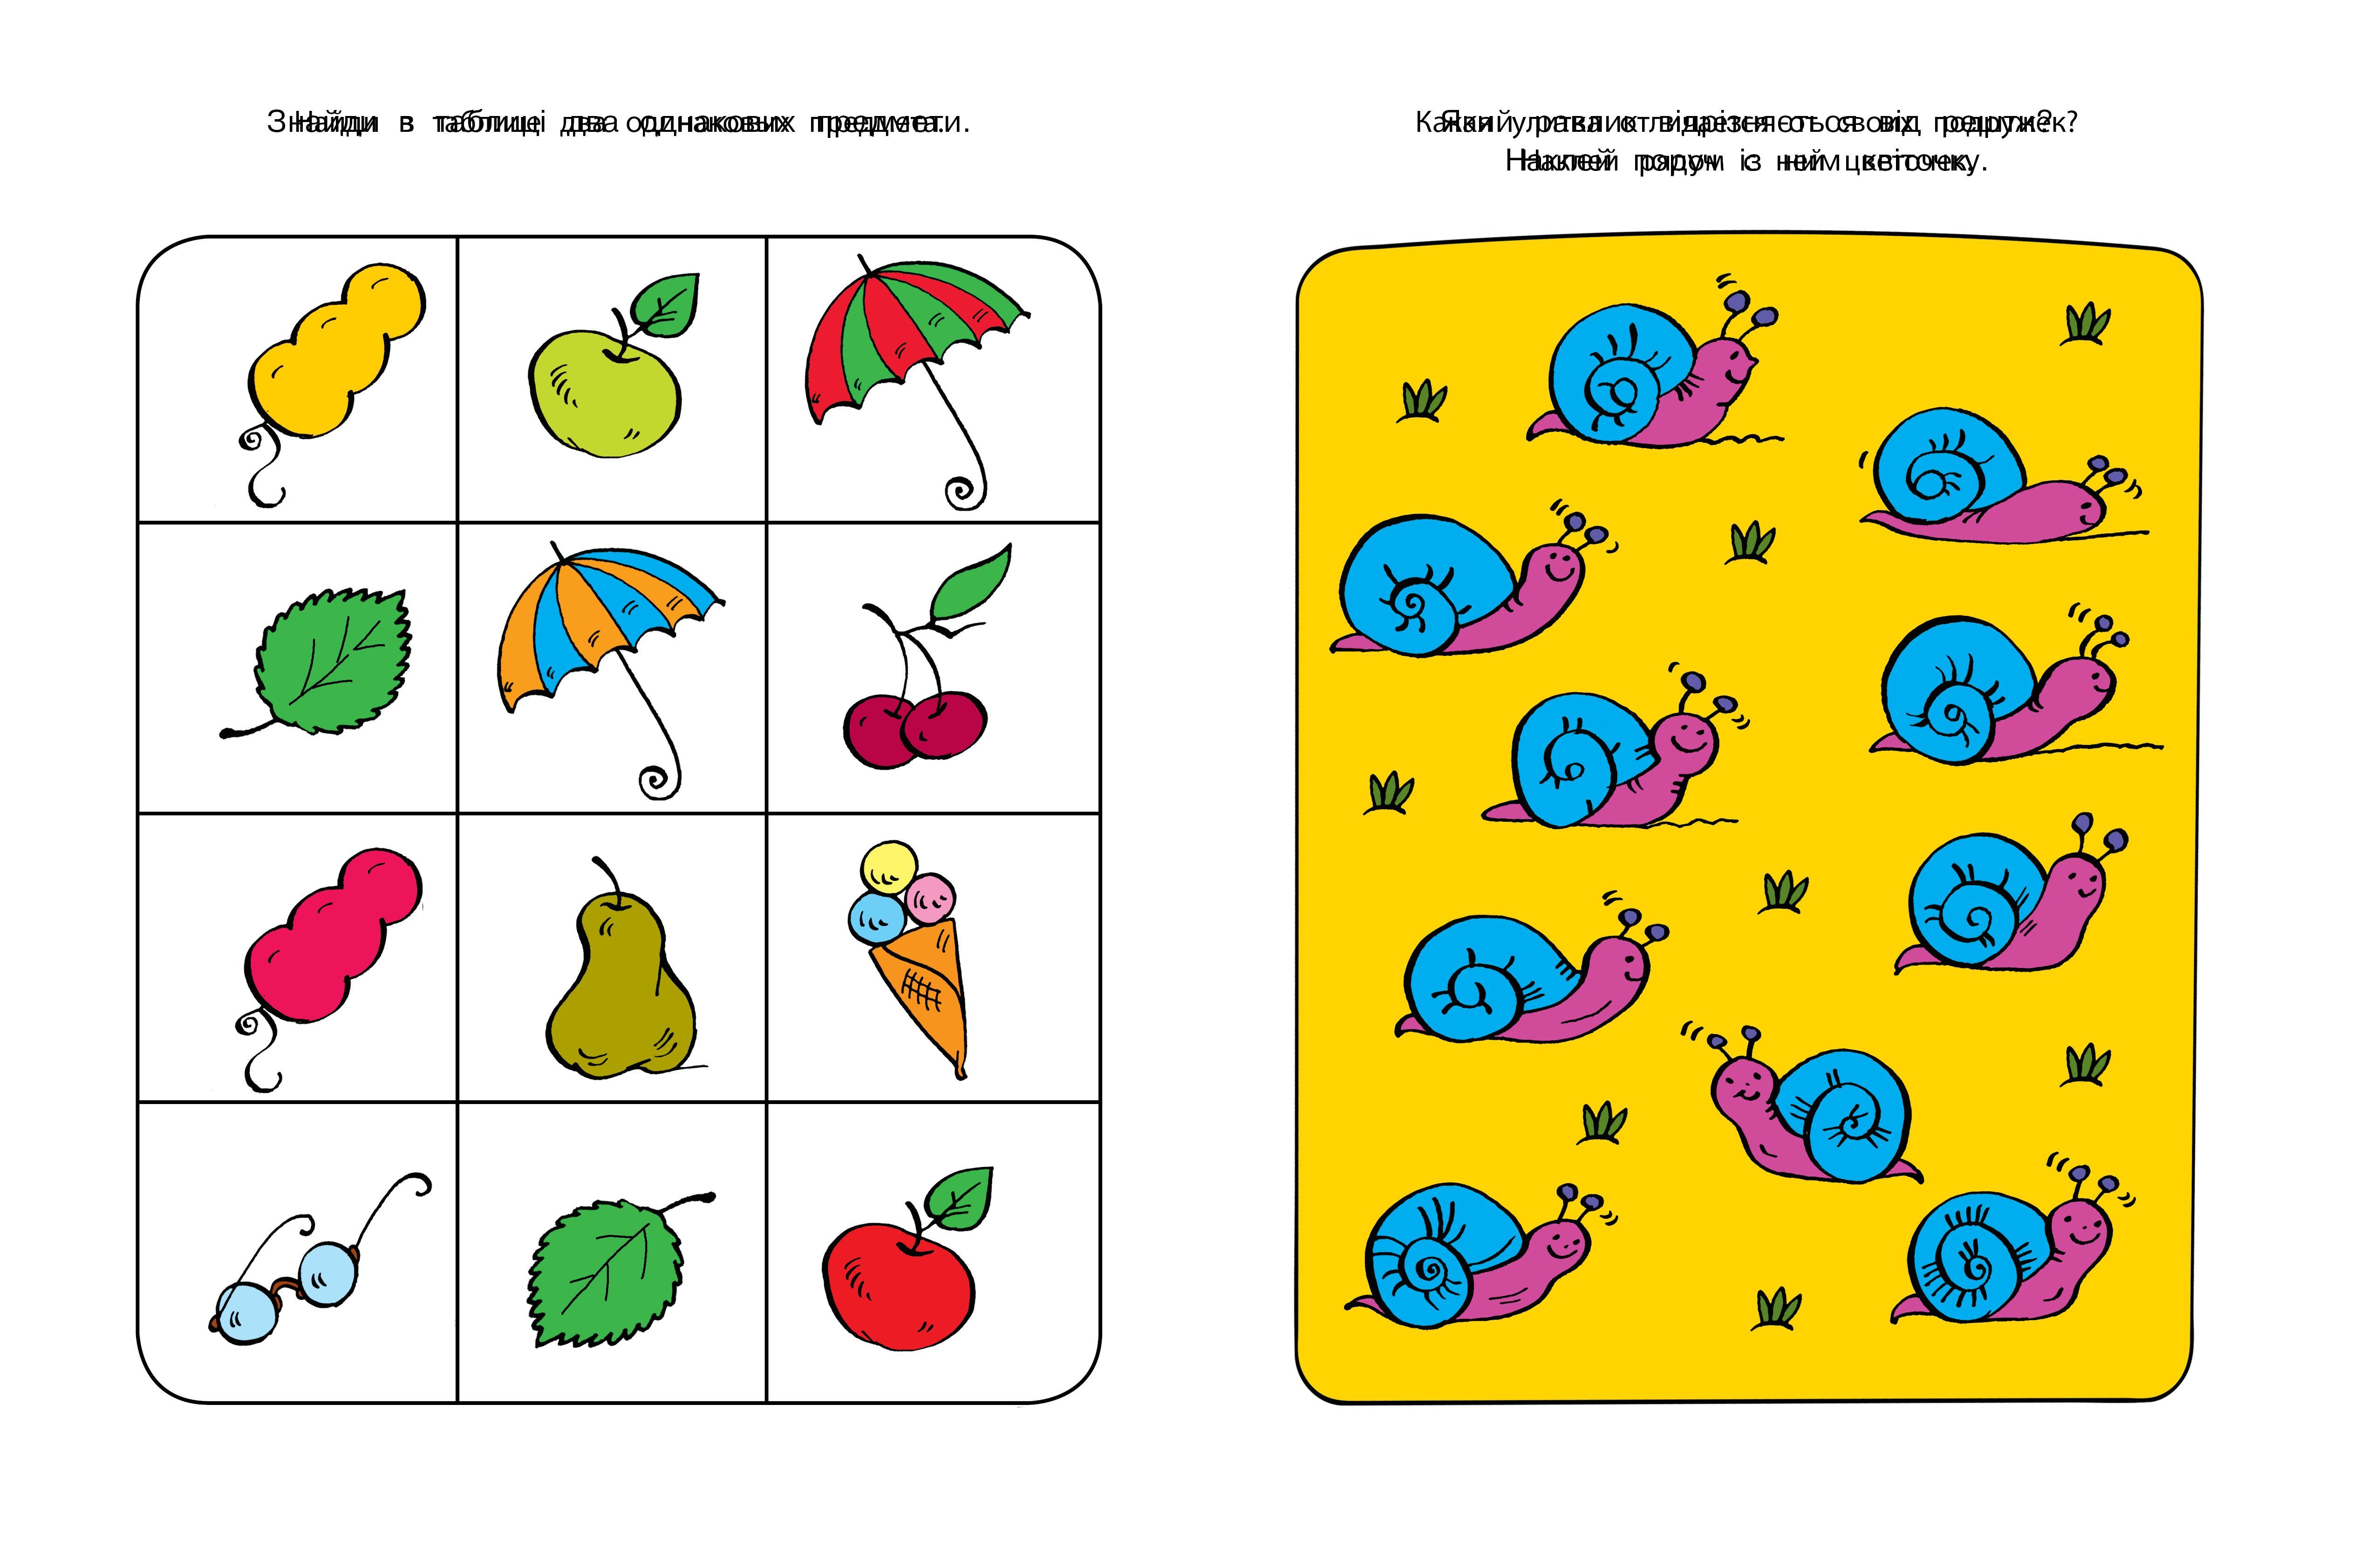 Знайди в таблиці два однакових предмети.
Найди в таблице два одинаковых предмета.
Який равлик відрізняється від решти?
Наклей поруч із ним квіточку.
Какая улитка отличается от своих подружек?
Наклей рядом с ней цветочек.